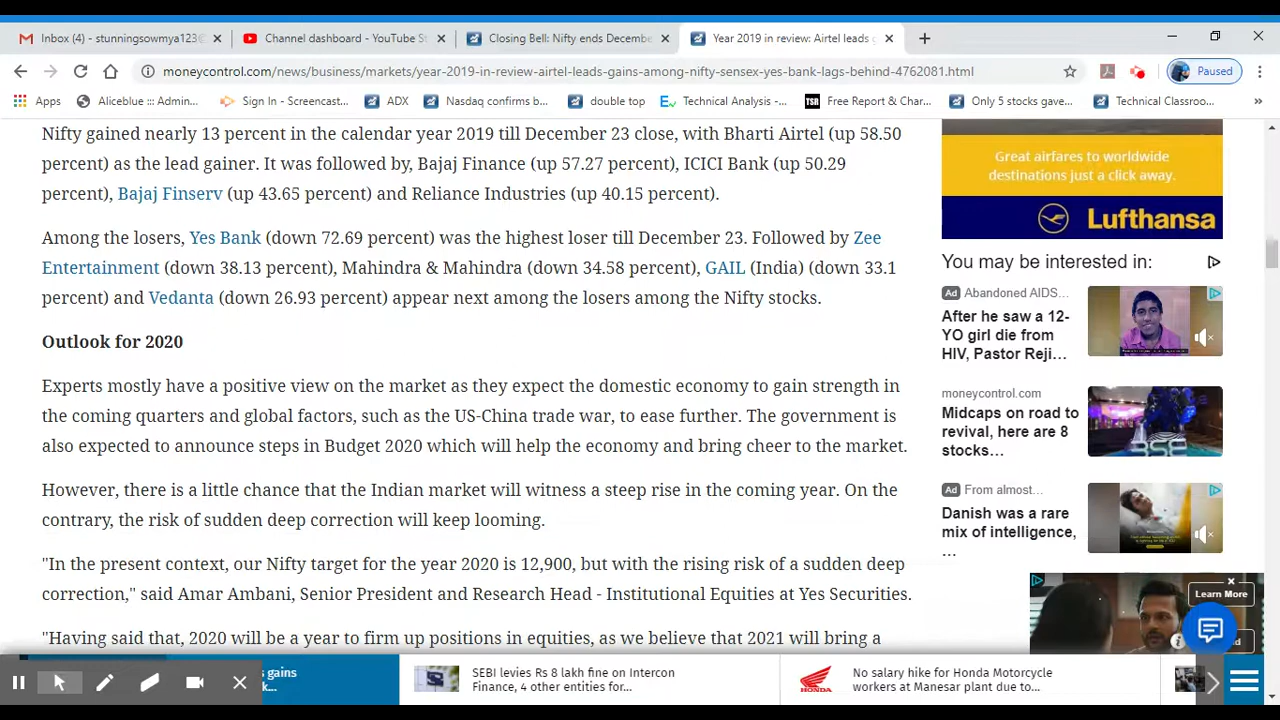 Inbox (4) - stunningsowmya123@
Channel dashboard - YouTube St
Closing Bell: Nifty ends Decembe
Year 2019 in review: Airtel leads g
moneycontrol.com/news/business/markets/year-2019-in-review-airtel-leads-gains-among-nifty-sensex-yes-bank-lags-behind-4762081.html
Paused
Apps
Aliceblue ::: Admin...
Sign In - Screencast...
ADX
Nasdaq confirms b...
double top
Technical Analysis -...
TSR
Free Report & Char...
Only 5 stocks gave...
Technical Classroo...
»
Nifty gained nearly 13 percent in the calendar year 2019 till December 23 close, with Bharti Airtel (up 58.50
percent) as the lead gainer. It was followed by, Bajaj Finance (up 57.27 percent), ICICI Bank (up 50.29
percent), Bajaj Finserv (up 43.65 percent) and Reliance Industries (up 40.15 percent).
Among the losers, Yes Bank (down 72.69 percent) was the highest loser till December 23. Followed by Zee
Entertainment (down 38.13 percent), Mahindra & Mahindra (down 34.58 percent), GAIL (India) (down 33.1
percent) and Vedanta (down 26.93 percent) appear next among the losers among the Nifty stocks.
Outlook for 2020
Experts mostly have a positive view on the market as they expect the domestic economy to gain strength in
the coming quarters and global factors, such as the US-China trade war, to ease further. The government is
also expected to announce steps in Budget 2020 which will help the economy and bring cheer to the market.
However, there is a little chance that the Indian market will witness a steep rise in the coming year. On the
contrary, the risk of sudden deep correction will keep looming.
"In the present context, our Nifty target for the year 2020 is 12,900, but with the rising risk of a sudden deep
correction," said Amar Ambani, Senior President and Research Head - Institutional Equities at Yes Securities.
"Having said that, 2020 will be a year to firm up positions in equities, as we believe that 2021 will bring a
Great airfares to worldwide
destinations just a click away.
Lufthansa
You may be interested in:
Ad Abandoned AIDS...
After he saw a 12-
YO girl die from
HIV, Pastor Reji...
moneycontrol.com
Midcaps on road to
revival, here are 8
stocks...
BSE
Ad From almost...
Danish was a rare
mix of intelligence,
...
Learn More
s gains
k...
SEBI levies Rs 8 lakh fine on Intercon
Finance, 4 other entities for...
HONDA
No salary hike for Honda Motorcycle
workers at Manesar plant due to...